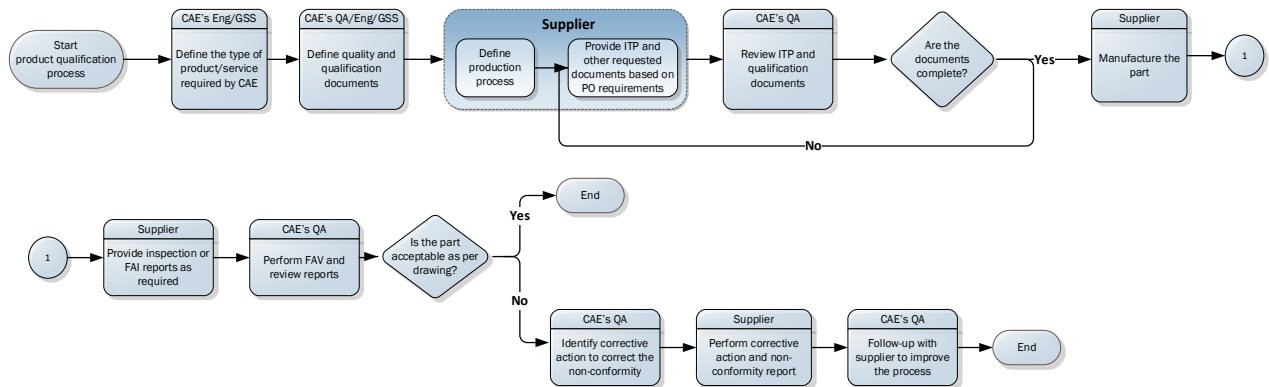 Start
product qualification
process
CAE's Eng/GSS
Define the type of
product/service
required by CAE
CAE's QA/Eng/GSS
Define quality and
qualification
documents
Supplier
Define
production
process
Provide ITP and
other requested
documents based on
PO requirements
CAE's QA
Review ITP and
qualification
documents
Are the
documents
complete?
Yes
No
Supplier
Manufacture the
part
1
1
Supplier
Provide inspection or
FAI reports as
required
CAE's QA
Perform FAV and
review reports
Is the part
acceptable as per
drawing?
Yes
End
No
CAE's QA
Identify corrective
action to correct the
non-conformity
Supplier
Perform corrective
action and non-
conformity report
CAE's QA
Follow-up with
supplier to improve
the process
End